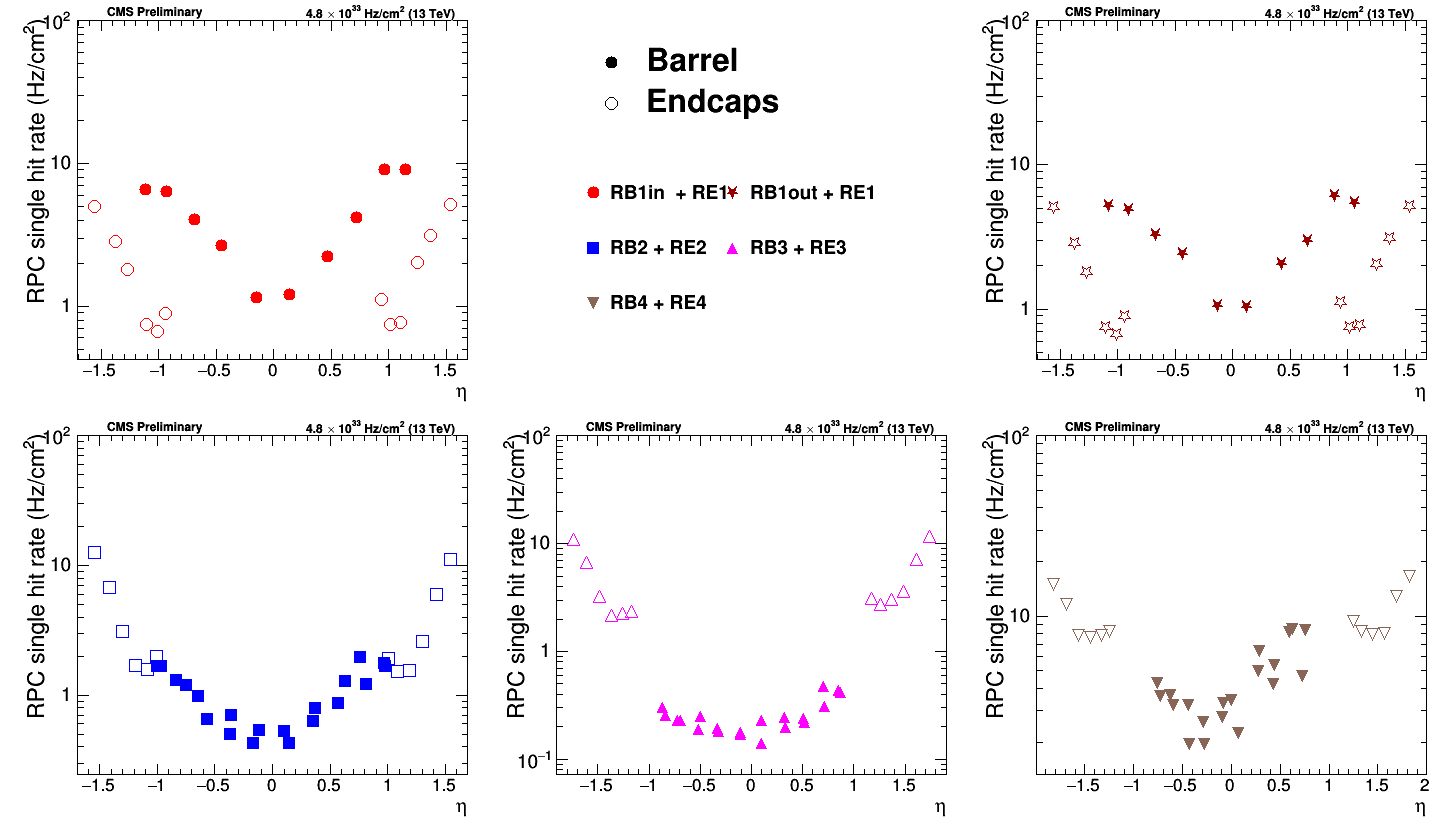 CMS Preliminary 4.8 × 10³³ Hz/cm² (13 TeV)
RPC single hit rate (Hz/cm²)
10²
10
1
−1.5 −1 −0.5 0 0.5 1 1.5
η
Barrel
Endcaps
RB1in + RE1 RB1out + RE1
RB2 + RE2 RB3 + RE3
RB4 + RE4
CMS Preliminary 4.8 × 10³³ Hz/cm² (13 TeV)
RPC single hit rate (Hz/cm²)
10²
10
1
−1.5 −1 −0.5 0 0.5 1 1.5
η
CMS Preliminary 4.8 × 10³³ Hz/cm² (13 TeV)
RPC single hit rate (Hz/cm²)
10²
10
1
−1.5 −1 −0.5 0 0.5 1 1.5
η
CMS Preliminary 4.8 × 10³³ Hz/cm² (13 TeV)
RPC single hit rate (Hz/cm²)
10²
10
1
10⁻¹
−1.5 −1 −0.5 0 0.5 1 1.5
η
CMS Preliminary 4.8 × 10³³ Hz/cm² (13 TeV)
RPC single hit rate (Hz/cm²)
10²
10
−1.5 −1 −0.5 0 0.5 1 1.5 2
η